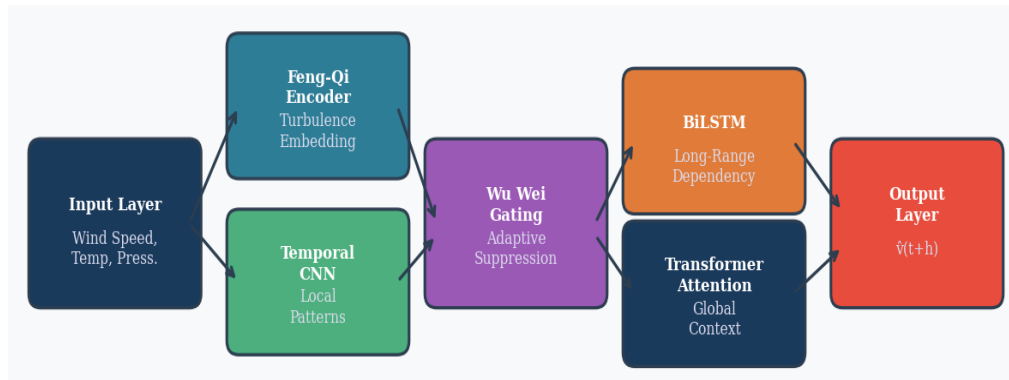 Input Layer
Wind Speed,
Temp, Press.
Feng-Qi
Encoder
Turbulence
Embedding
Temporal
CNN
Local
Patterns
Wu Wei
Gating
Adaptive
Suppression
BiLSTM
Long-Range
Dependency
Transformer
Attention
Global
Context
Output
Layer
v̂(t+h)